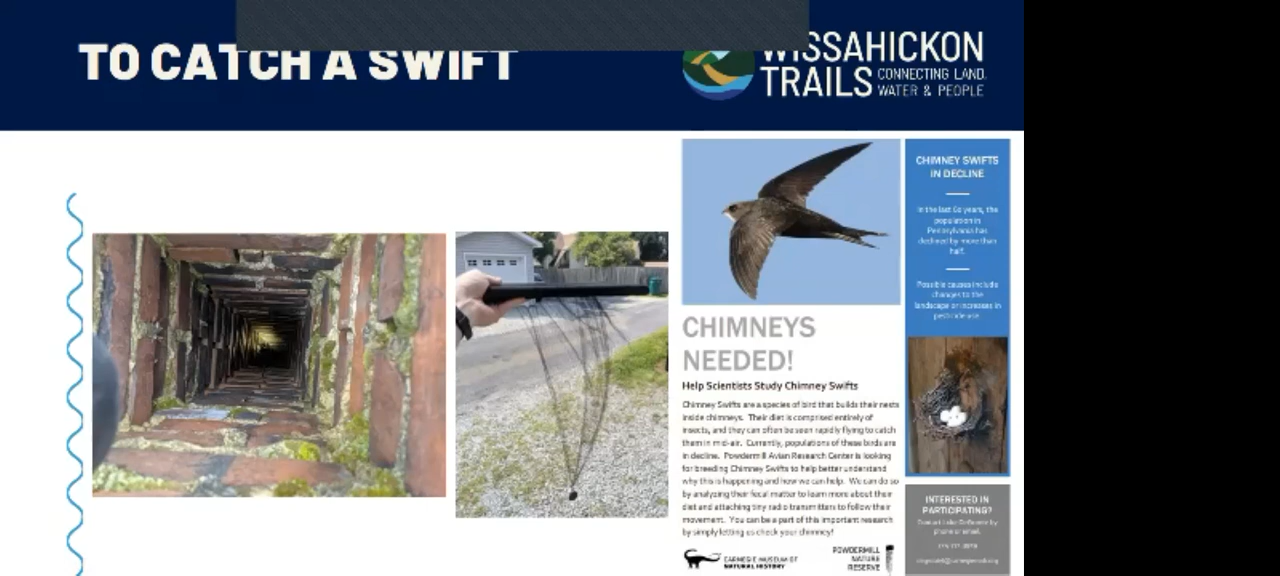 TO CATCH A SWIFT
WISSAHICKON
TRAILS
CONNECTING LAND,
WATER & PEOPLE
CHIMNEYS
NEEDED!
Help Scientists Study Chimney Swifts
Chimney Swifts are a species of bird that builds their nests
inside chimneys. Their diet is comprised entirely of
insects, and they can often be seen rapidly flying to catch
them in mid-air. Currently, populations of these birds are
in decline. Powdermill Avian Research Center is looking
for breeding Chimney Swifts to help better understand
why this is happening and how we can help. We can do so
by analyzing their fecal matter to learn more about their
diet and attaching tiny radio transmitters to follow their
movement. You can be a part of this important research
by simply letting us check your chimney!
CARNEGIE MUSEUM OF
NATURAL HISTORY
POWDERMILL
NATURE
RESERVE
CHIMNEY SWIFTS
IN DECLINE
In the last 60 years, the
population in
Pennsylvania has
declined by more than
half.
Possible causes include
changes to the
landscape or increases in
pesticide use
INTERESTED IN
PARTICIPATING?
Contact Luke DeGroote by
phone or email.